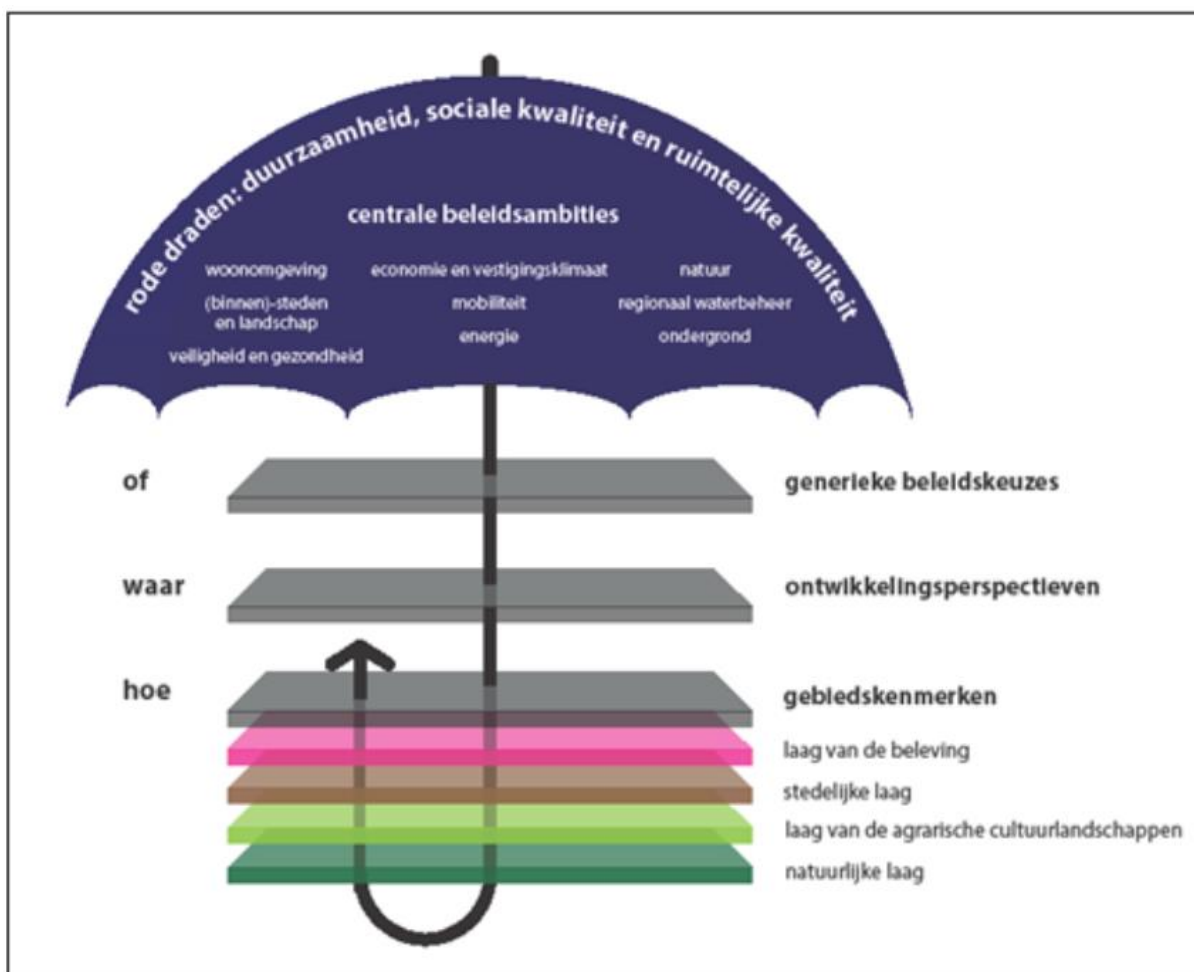 rode draden: duurzaamheid, sociale kwaliteit en ruimtelijke kwaliteit
centrale beleidsambities
woonomgeving
(binnen)-steden
en landschap
veiligheid en gezondheid
economie en vestigingsklimaat
mobiliteit
energie
natuur
regionaal waterbeheer
ondergrond
of
generieke beleidskeuzes
waar
ontwikkelingsperspectieven
hoe
gebiedskenmerken
laag van de beleving
stedelijke laag
laag van de agrarische cultuurlandschappen
natuurlijke laag